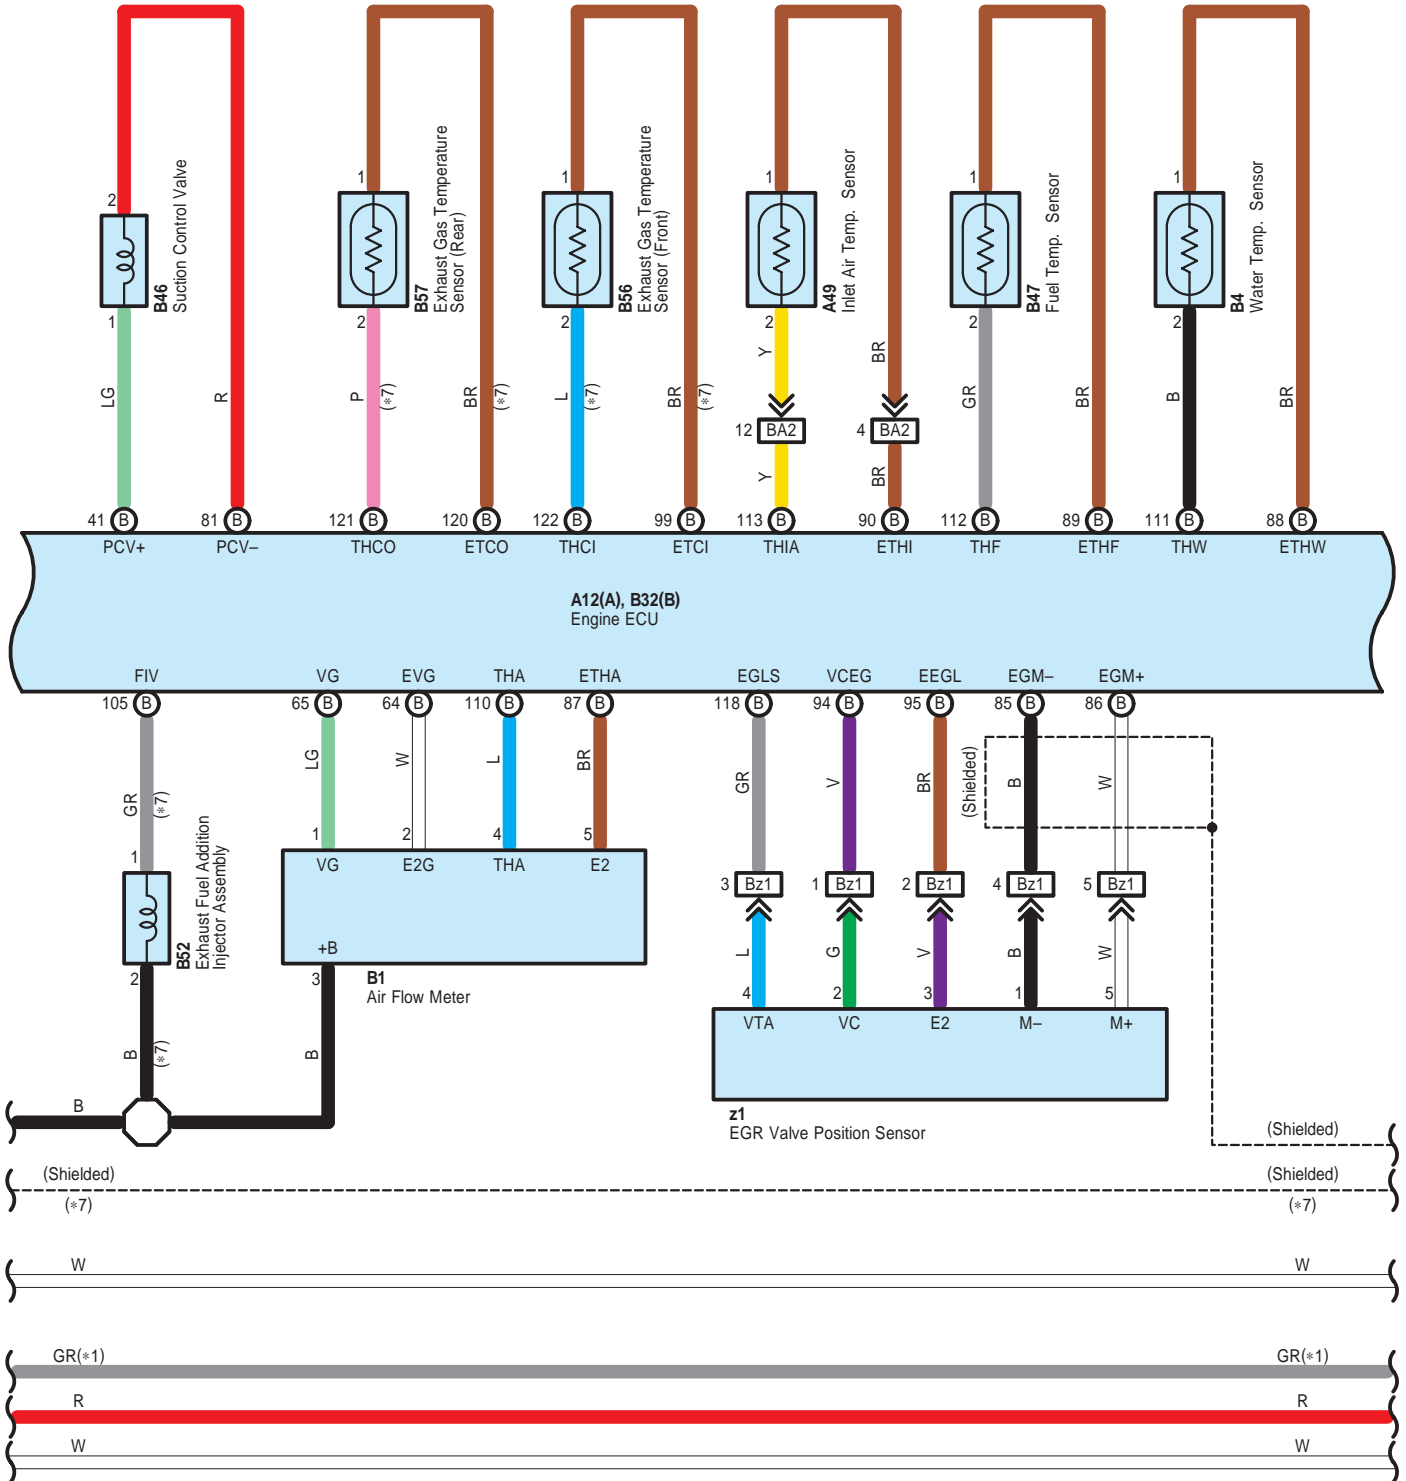 2
B46
Suction Control Valve
1
LG
R
1
B57
Exhaust Gas Temperature
Sensor (Rear)
2
P
(*7)
BR
(*7)
1
B56
Exhaust Gas Temperature
Sensor (Front)
2
L
(*7)
BR
(*7)
1
A49
Inlet Air Temp. Sensor
2
Y
BR
12 BA2
4 BA2
Y
BR
1
B47
Fuel Temp. Sensor
2
GR
BR
1
B4
Water Temp. Sensor
2
B
BR
41 B 81 B 121 B 120 B 122 B 99 B 113 B 90 B 112 B 89 B 111 B 88 B
PCV+ PCV– THCO ETCO THCI ETCI THIA ETHI THF ETHF THW ETHW
A12(A), B32(B)
Engine ECU
FIV VG EVG THA ETHA EGLS VCEG EEGL EGM– EGM+
105 B 65 B 64 B 110 B 87 B 118 B 94 B 95 B 85 B 86 B
GR
(*7)
1
B52
Exhaust Fuel Addition
Injector Assembly
2
B
(*7)
LG W L BR
1 2 4 5
VG E2G THA E2
+B
3
B1
Air Flow Meter
B
B
GR V BR (Shielded) B W
3 Bz1 1 Bz1 2 Bz1 4 Bz1 5 Bz1
L G V B W
4 2 3 1 5
VTA VC E2 M– M+
z1
EGR Valve Position Sensor
(Shielded)
(Shielded) (Shielded)
(*7) (*7)
W W
GR(*1) GR(*1)
R R
W W